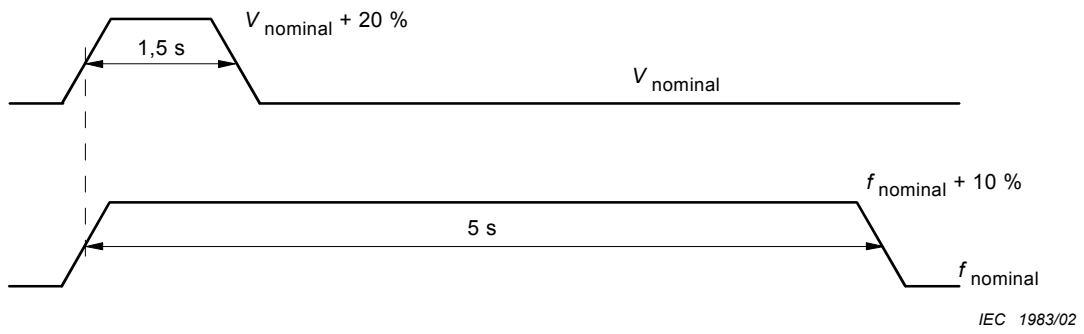 V nominal + 20 %
1,5 s
V nominal
f nominal + 10 %
5 s
f nominal
IEC 1983/02